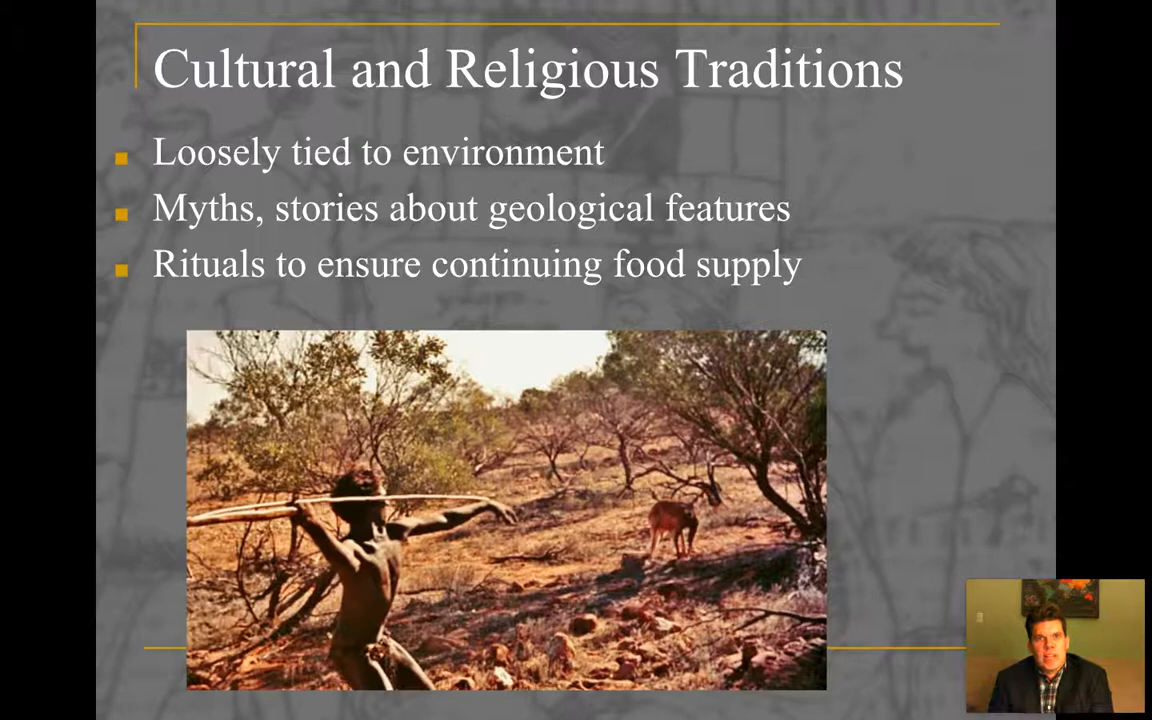 Cultural and Religious Traditions
Loosely tied to environment
Myths, stories about geological features
Rituals to ensure continuing food supply